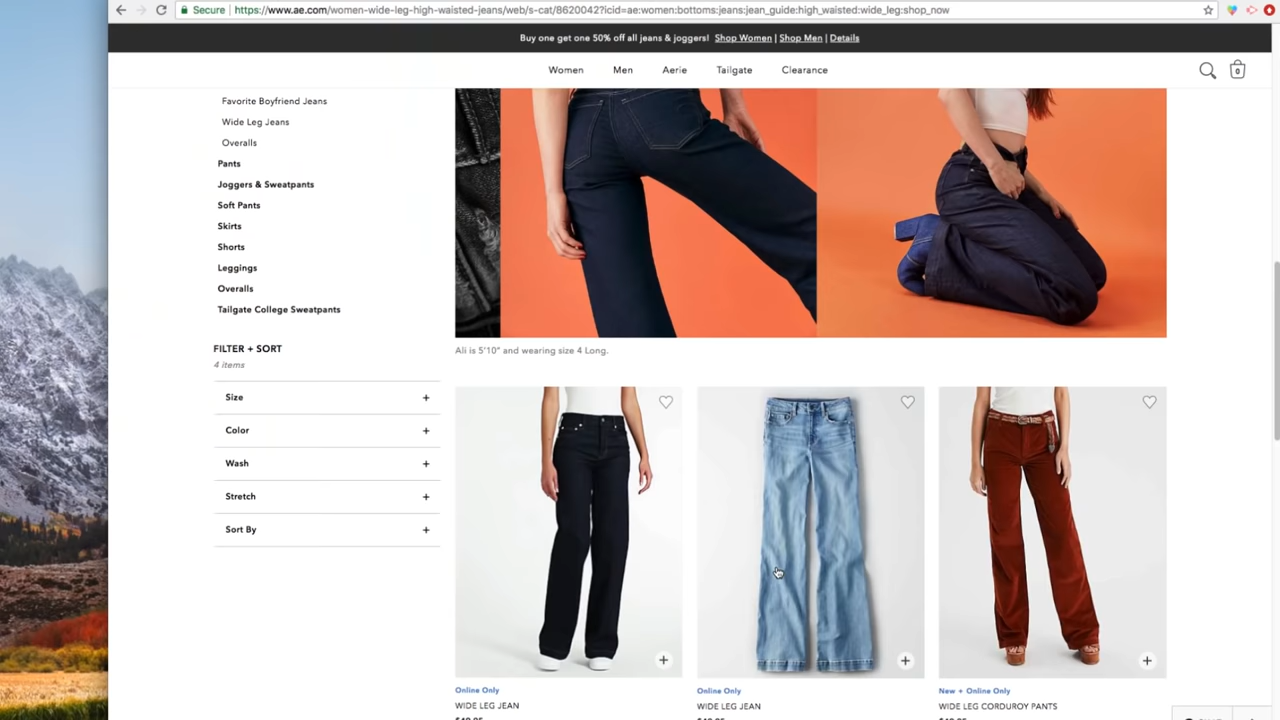 Secure
https://www.ae.com/women-wide-leg-high-waisted-jeans/web/s-cat/8620042?icid=ae:women:bottoms:jeans:jean_guide:high_waisted:wide_leg:shop_now
Buy one get one 50% off all jeans & joggers! Shop Women | Shop Men | Details
Women Men Aerie Tailgate Clearance
0
Favorite Boyfriend Jeans
Wide Leg Jeans
Overalls
Pants
Joggers & Sweatpants
Soft Pants
Skirts
Shorts
Leggings
Overalls
Tailgate College Sweatpants
FILTER + SORT
4 items
Size +
Color +
Wash +
Stretch +
Sort By +
Ali is 5'10" and wearing size 4 Long.
Online Only
WIDE LEG JEAN
Online Only
WIDE LEG JEAN
New + Online Only
WIDE LEG CORDUROY PANTS